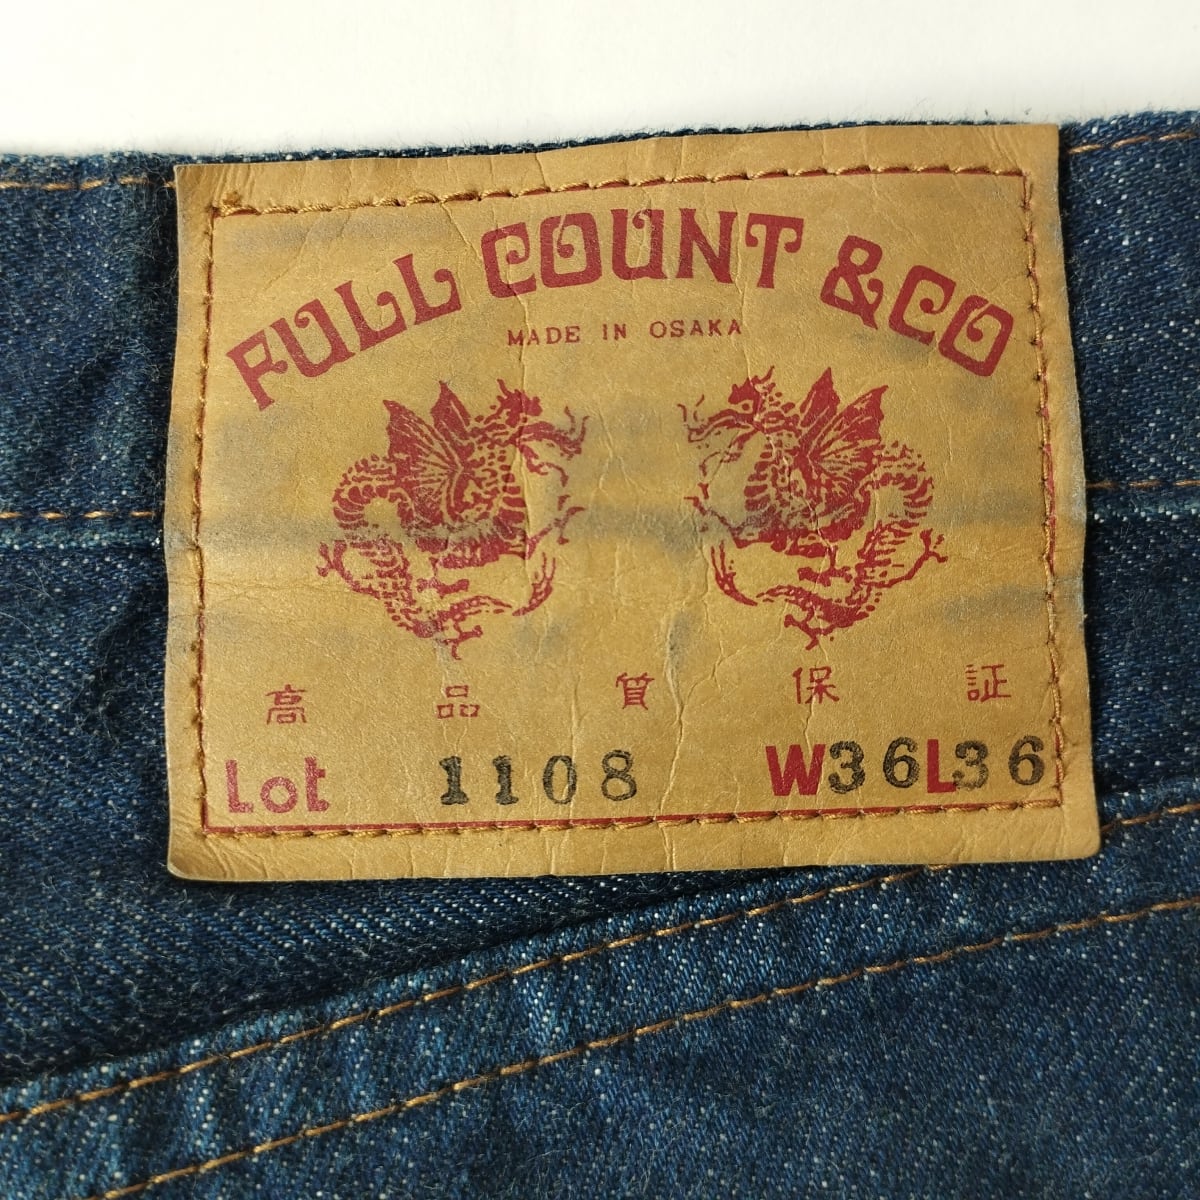 FULL COUNT & CO
MADE IN OSAKA
高品質保証
Lot 1108 W36L36